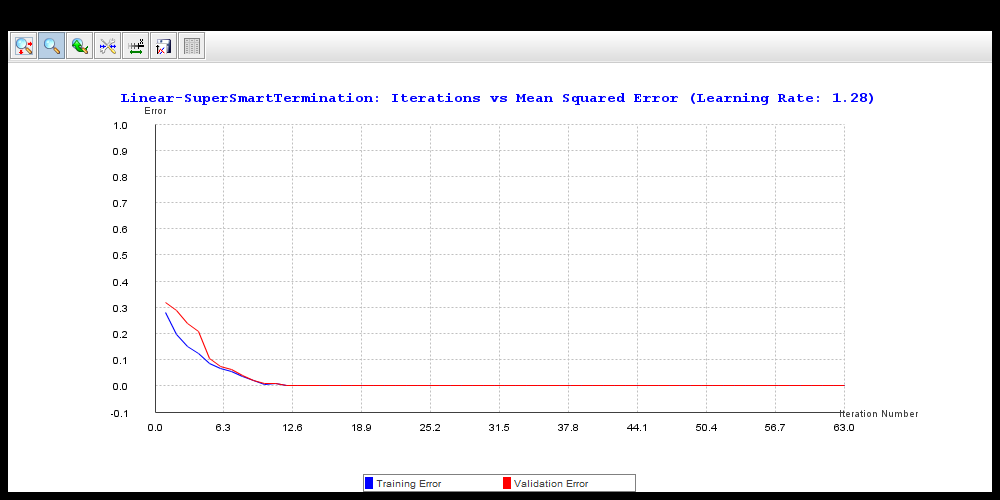 Linear-SuperSmartTermination: Iterations vs Mean Squared Error (Learning Rate: 1.28)
Error
1.0
0.9
0.8
0.7
0.6
0.5
0.4
0.3
0.2
0.1
0.0
-0.1
Iteration Number
0.0 6.3 12.6 18.9 25.2 31.5 37.8 44.1 50.4 56.7 63.0
Training Error Validation Error